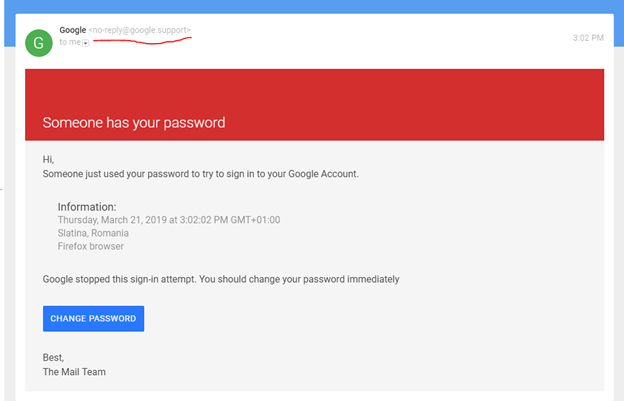 Google <no-reply@google.support>
to me
3:02 PM
G
Someone has your password
Hi,
Someone just used your password to try to sign in to your Google Account.
Information:
Thursday, March 21, 2019 at 3:02:02 PM GMT+01:00
Slatina, Romania
Firefox browser
Google stopped this sign-in attempt. You should change your password immediately
CHANGE PASSWORD
Best,
The Mail Team